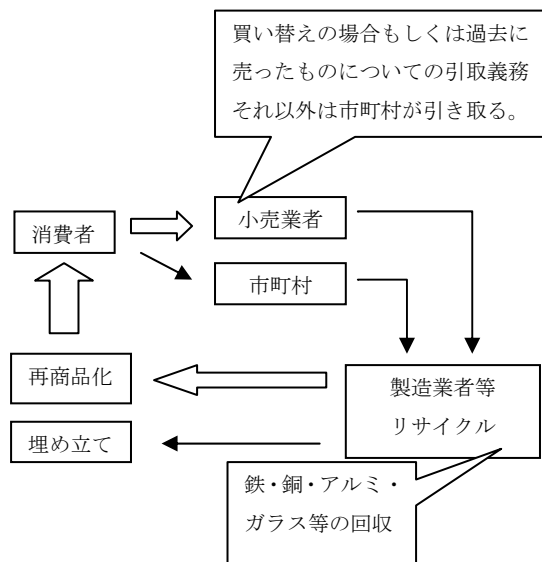 買い替えの場合もしくは過去に
売ったものについての引取義務
それ以外は市町村が引き取る。
消費者
小売業者
市町村
再商品化
製造業者等
リサイクル
埋め立て
鉄・銅・アルミ・
ガラス等の回収